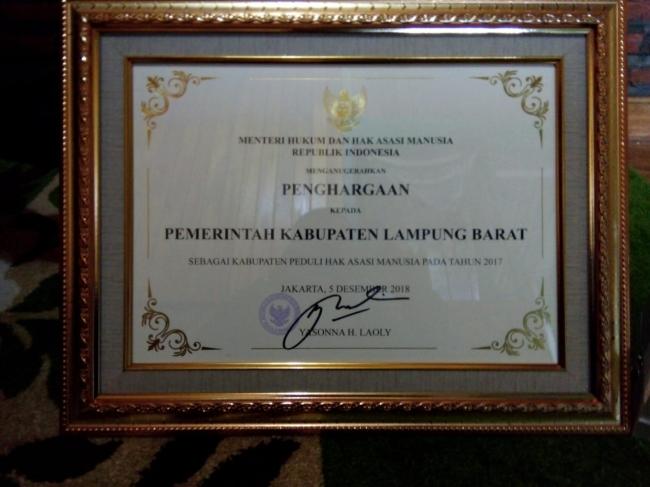 MENTERI HUKUM DAN HAK ASASI MANUSIA
REPUBLIK INDONESIA
MENGANUGERAHKAN
PENGHARGAAN
KEPADA
PEMERINTAH KABUPATEN LAMPUNG BARAT
SEBAGAI KABUPATEN PEDULI HAK ASASI MANUSIA PADA TAHUN 2017
JAKARTA, 5 DESEMBER 2018
YASONNA H. LAOLY